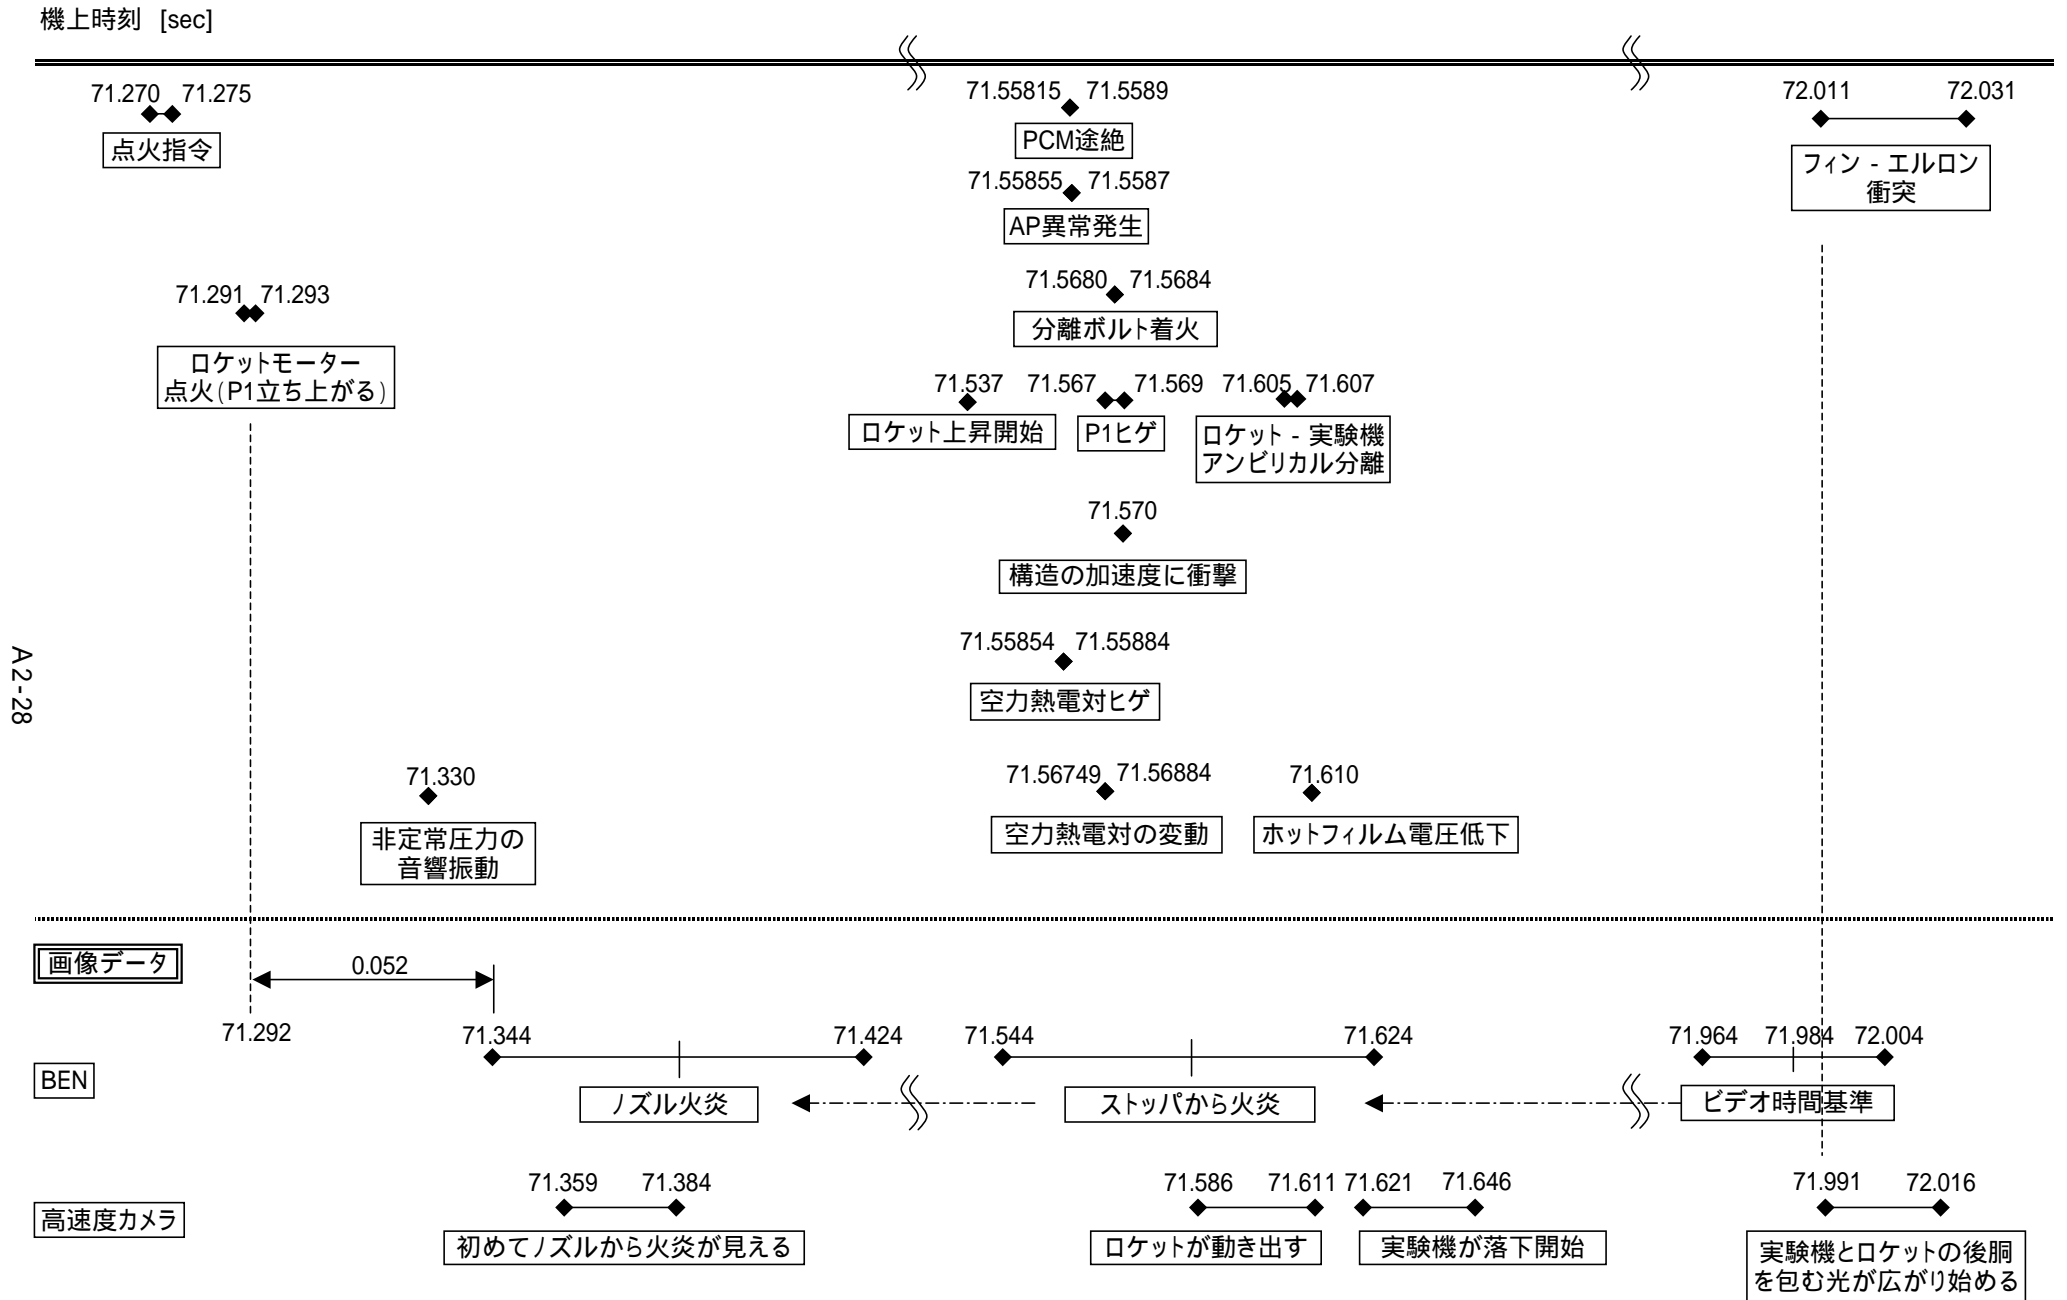 機上時刻 [sec]
71.270 71.275
点火指令
71.55815 71.5589
PCM途絶
72.011 72.031
フィン - エルロン
衝突
71.55855 71.5587
AP異常発生
71.5680 71.5684
分離ボルト着火
71.291 71.293
ロケットモーター
点火(P1立ち上がる)
71.537
ロケット上昇開始
71.567 71.569
P1ヒゲ
71.605 71.607
ロケット - 実験機
アンビリカル分離
71.570
構造の加速度に衝撃
71.55854 71.55884
空力熱電対ヒゲ
A2-28
71.330
非定常圧力の
音響振動
71.56749 71.56884
空力熱電対の変動
71.610
ホットフィルム電圧低下
画像データ
0.052
71.292
BEN
71.344 71.424
ノズル火炎
71.544 71.624
ストッパから火炎
71.964 71.984 72.004
ビデオ時間基準
高速度カメラ
71.359 71.384
初めてノズルから火炎が見える
71.586 71.611
ロケットが動き出す
71.621 71.646
実験機が落下開始
71.991 72.016
実験機とロケットの後胴
を包む光が広がり始める